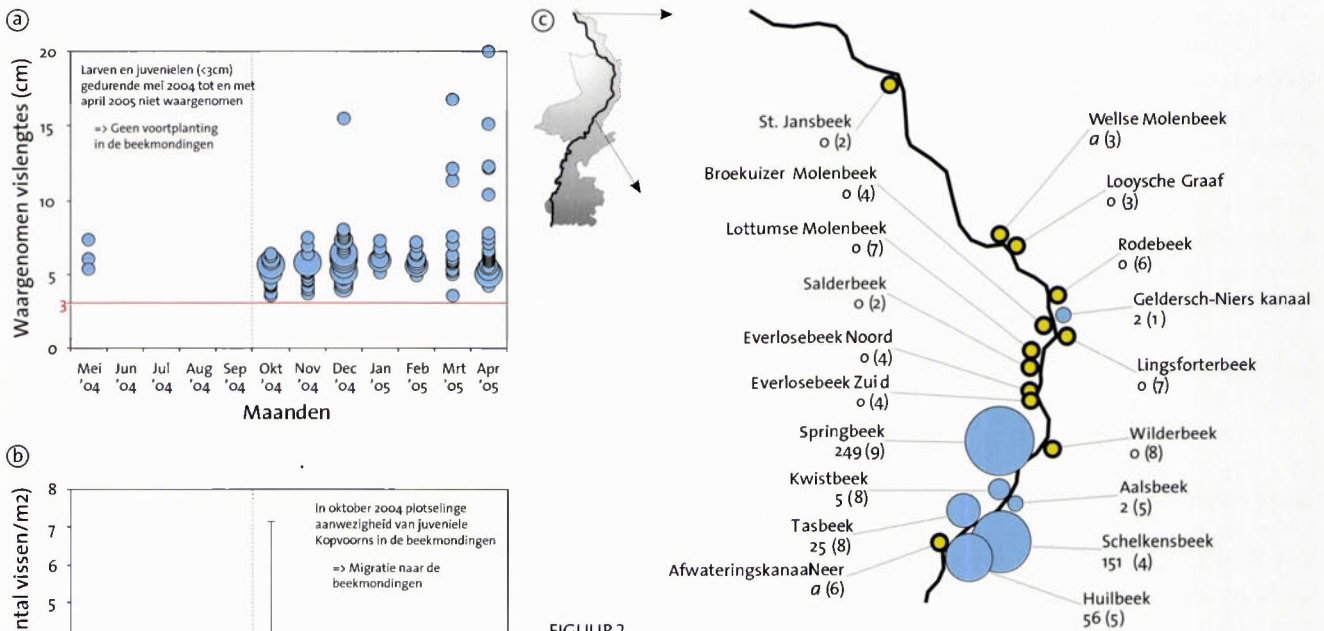 a
Waargenomen vislengtes (cm)
20
15
10
5
3
0
Larven en juvenielen (<3cm)
gedurende mei 2004 tot en met
april 2005 niet waargenomen
=> Geen voortplanting
in de beekmondingen
Mei Jun Jul Aug Sep Okt Nov Dec Jan Feb Mrt Apr
'04 '04 '04 '04 '04 '04 '04 '04 '05 '05 '05 '05
Maanden
b
ntal vissen/m2)
8
7
6
5
In oktober 2004 plotselinge
aanwezigheid van juveniele
Kopvoorns in de beekmondingen
=> Migratie naar de
beekmondingen
c
St. Jansbeek
0 (2)
Broekuizer Molenbeek
0 (4)
Lottumse Molenbeek
0 (7)
Salderbeek
0 (2)
Everlosebeek Noord
0 (4)
Everlosebeek Zuid
0 (4)
Springbeek
249 (9)
Kwistbeek
5 (8)
Tasbeek
25 (8)
AfwateringskanaalNeer
a (6)
Wellse Molenbeek
a (3)
Looysche Graaf
0 (3)
Rodebeek
0 (6)
Geldersch-Niers kanaal
2 (1)
Lingsforterbeek
0 (7)
Wilderbeek
0 (8)
Aalsbeek
2 (5)
Schelkensbeek
151 (4)
Huilbeek
56 (5)
FIGUUR 2